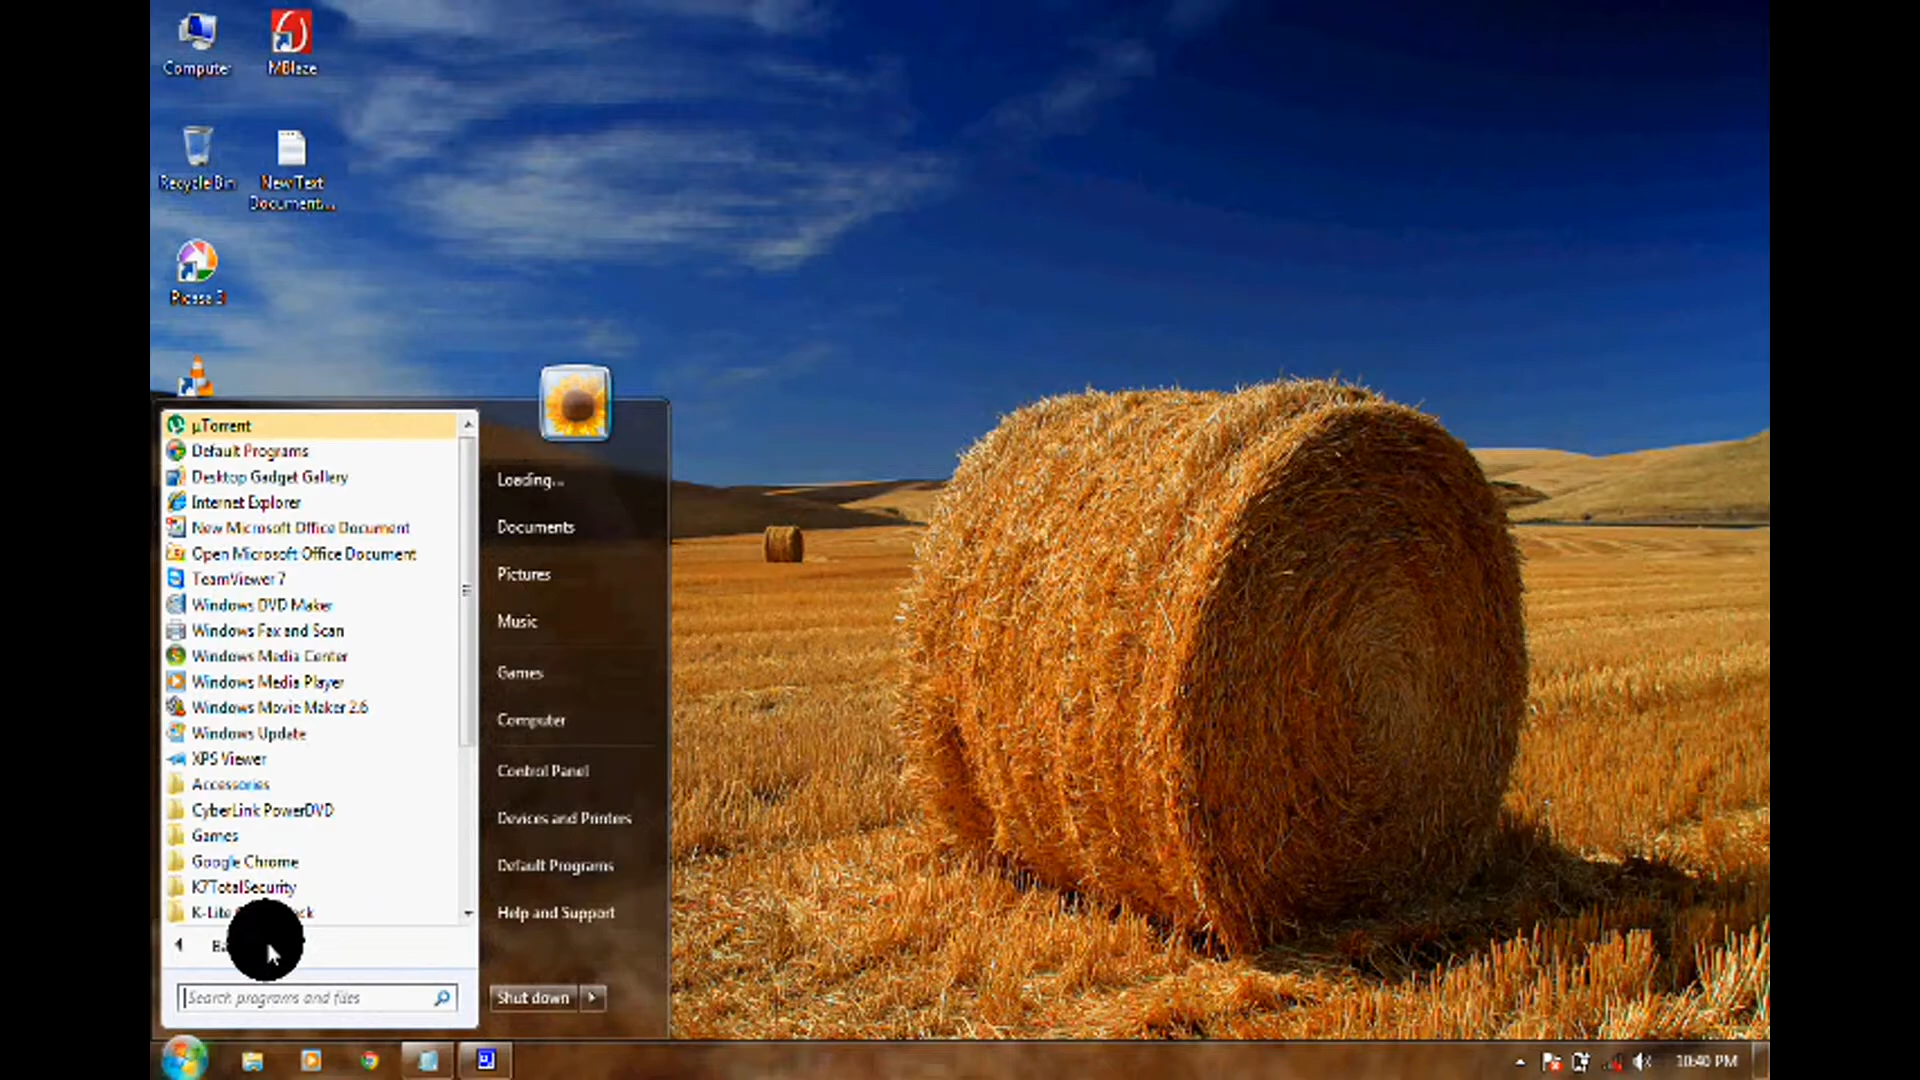 Computer
MBlaze
Recycle Bin
New Text
Document...
Picasa 3
µTorrent
Default Programs
Desktop Gadget Gallery
Internet Explorer
New Microsoft Office Document
Open Microsoft Office Document
TeamViewer 7
Windows DVD Maker
Windows Fax and Scan
Windows Media Center
Windows Media Player
Windows Movie Maker 2.6
Windows Update
XPS Viewer
Accessories
CyberLink PowerDVD
Games
Google Chrome
K7TotalSecurity
K-Lite
Search programs and files
Loading...
Documents
Pictures
Music
Games
Computer
Control Panel
Devices and Printers
Default Programs
Help and Support
Shut down
10:40 PM